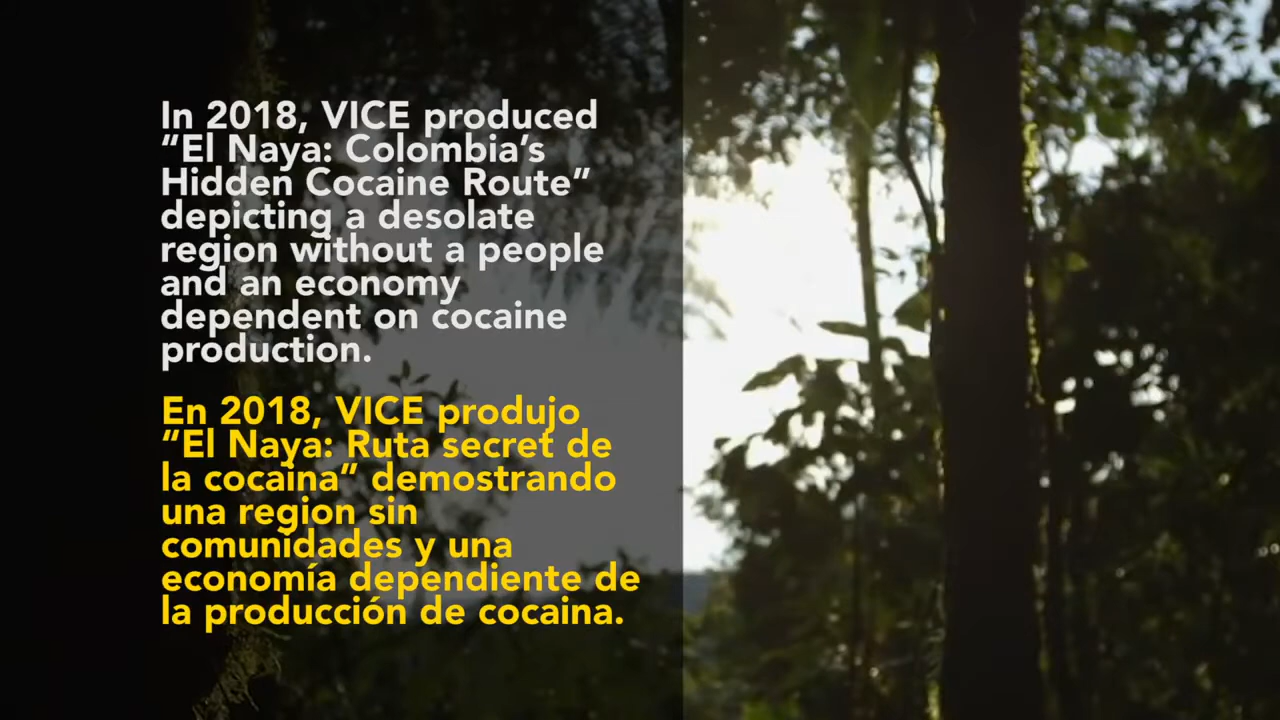 In 2018, VICE produced
“El Naya: Colombia’s
Hidden Cocaine Route”
depicting a desolate
region without a people
and an economy
dependent on cocaine
production.
En 2018, VICE produjo
“El Naya: Ruta secret de
la cocaina” demostrando
una region sin
comunidades y una
economía dependiente de
la producción de cocaina.